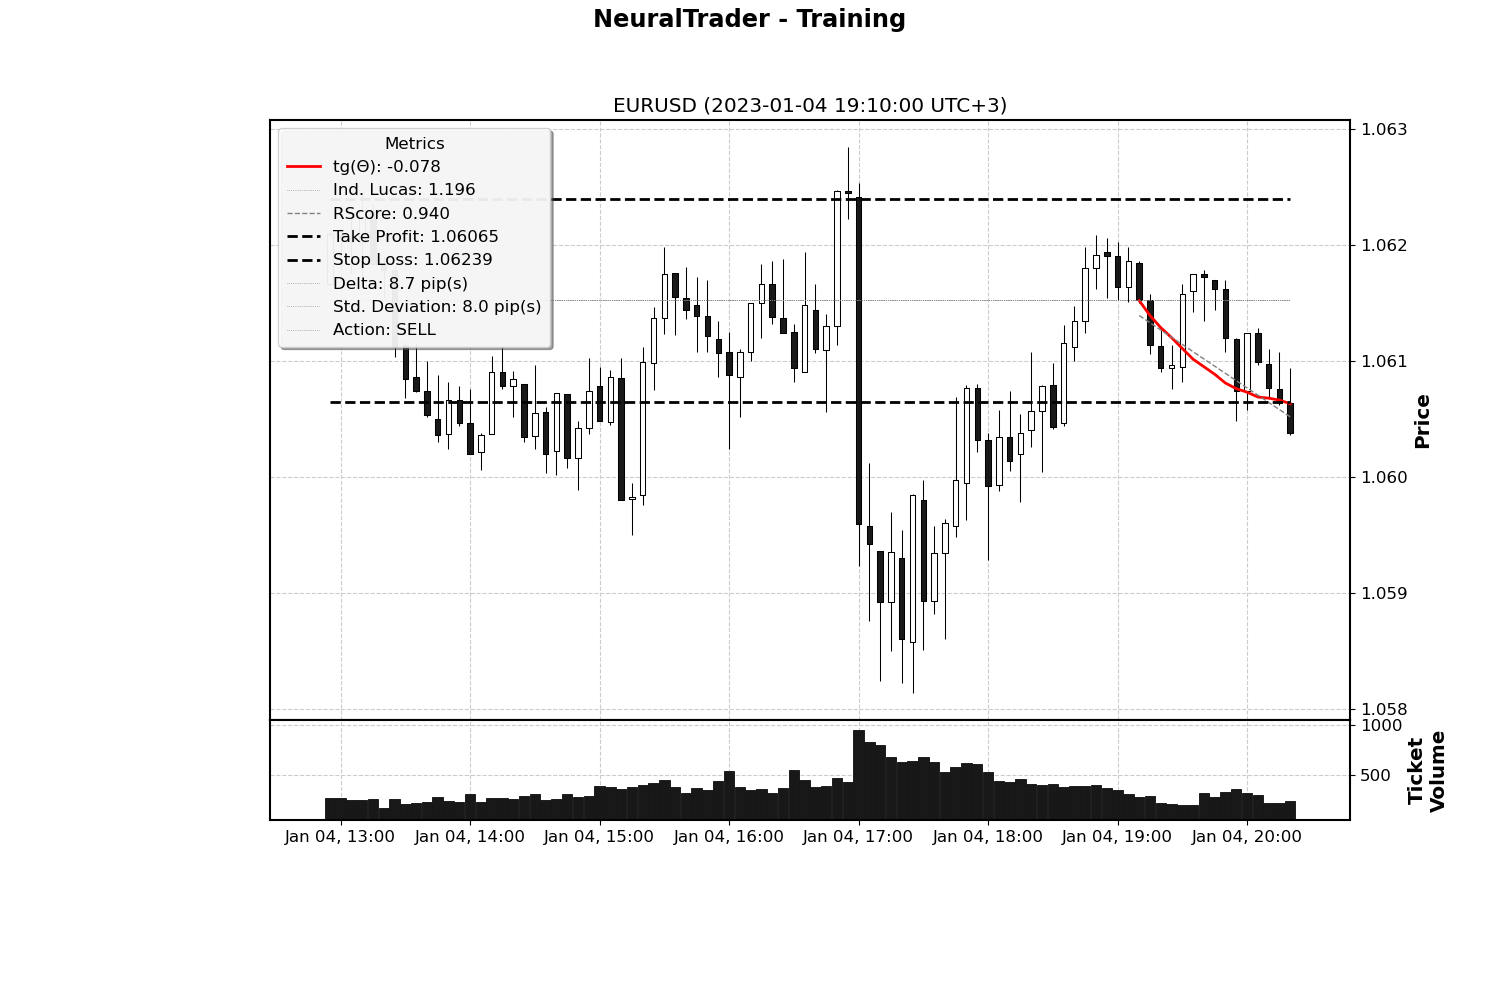 NeuralTrader - Training
EURUSD (2023-01-04 19:10:00 UTC+3)
Metrics
tg(Θ): -0.078
Ind. Lucas: 1.196
RScore: 0.940
Take Profit: 1.06065
Stop Loss: 1.06239
Delta: 8.7 pip(s)
Std. Deviation: 8.0 pip(s)
Action: SELL
1.063
1.062
1.061
1.060
1.059
1.058
Price
1000
500
Ticket
Volume
Jan 04, 13:00
Jan 04, 14:00
Jan 04, 15:00
Jan 04, 16:00
Jan 04, 17:00
Jan 04, 18:00
Jan 04, 19:00
Jan 04, 20:00